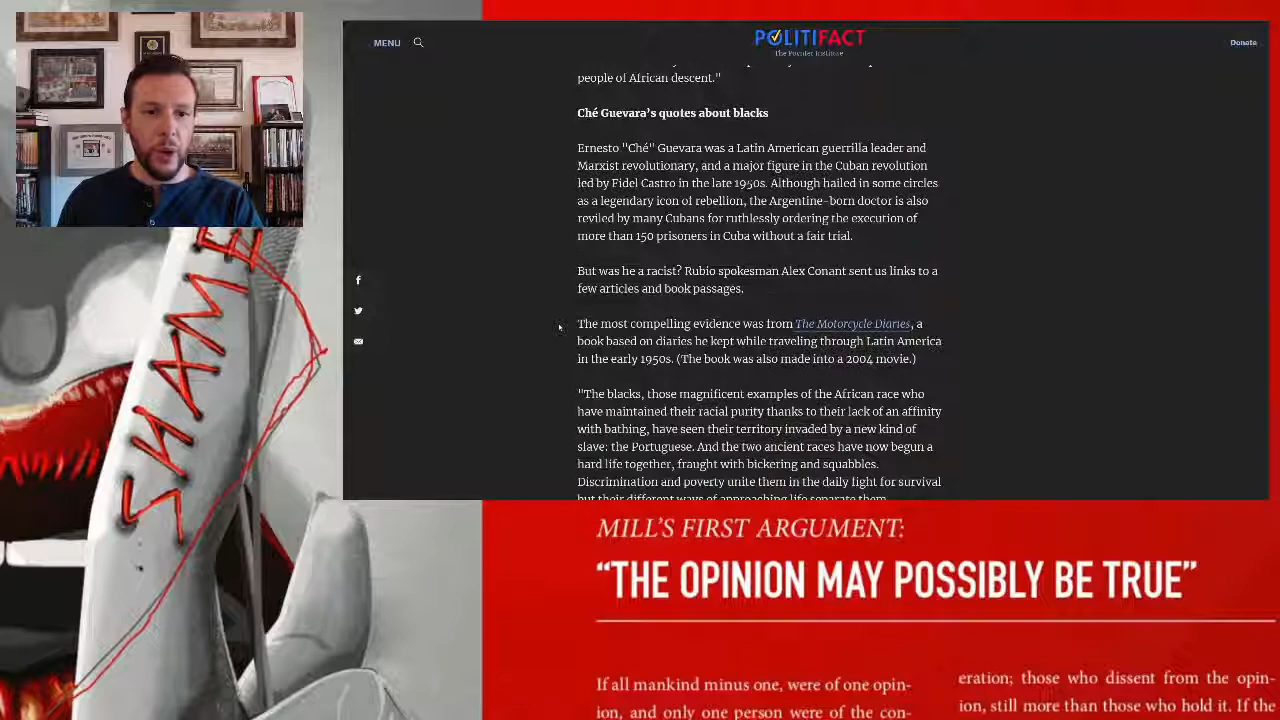 MENU
POLITIFACT
The Poynter Institute
Donate
people of African descent."
Ché Guevara's quotes about blacks
Ernesto "Ché" Guevara was a Latin American guerrilla leader and
Marxist revolutionary, and a major figure in the Cuban revolution
led by Fidel Castro in the late 1950s. Although hailed in some circles
as a legendary icon of rebellion, the Argentine-born doctor is also
reviled by many Cubans for ruthlessly ordering the execution of
more than 150 prisoners in Cuba without a fair trial.
But was he a racist? Rubio spokesman Alex Conant sent us links to a
few articles and book passages.
The most compelling evidence was from The Motorcycle Diaries, a
book based on diaries he kept while traveling through Latin America
in the early 1950s. (The book was also made into a 2004 movie.)
"The blacks, those magnificent examples of the African race who
have maintained their racial purity thanks to their lack of an affinity
with bathing, have seen their territory invaded by a new kind of
slave: the Portuguese. And the two ancient races have now begun a
hard life together, fraught with bickering and squabbles.
Discrimination and poverty unite them in the daily fight for survival
but their different ways of approaching life separate them
SHAME
MILL'S FIRST ARGUMENT:
"THE OPINION MAY POSSIBLY BE TRUE"
If all mankind minus one, were of one opin-
ion, and only one person were of the con-
eration; those who dissent from the opin-
ion, still more than those who hold it. If the